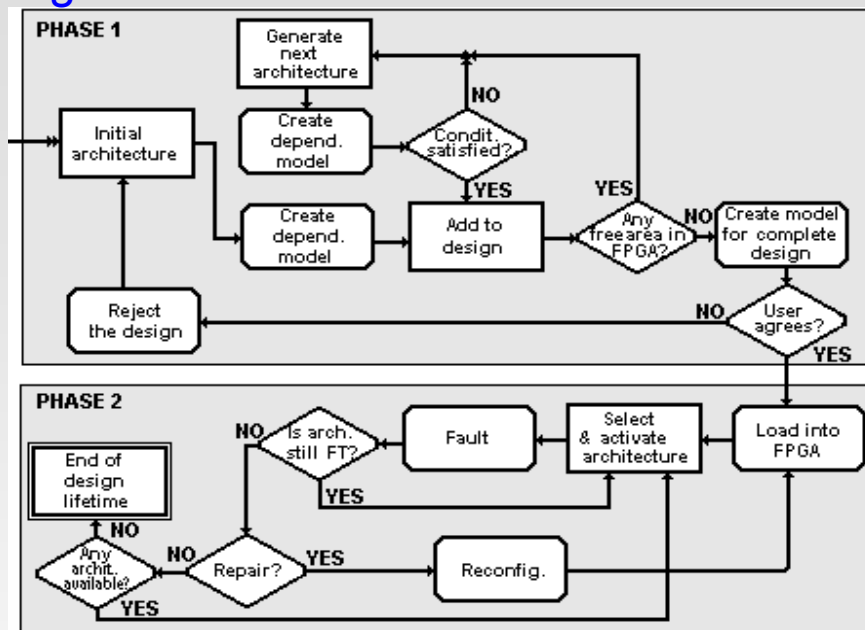 PHASE 1
Generate
next
architecture
NO
Create
depend.
model
Condit.
satisfied?
Initial
architecture
YES
YES
Create
depend.
model
Add to
design
Any
freearea in
FPGA?
NO
Create model
for complete
design
Reject
the design
NO
User
agrees?
YES
PHASE 2
NO
Is arch.
still FT?
Fault
Select
& activate
architecture
Load into
FPGA
End of
design
lifetime
YES
NO
Any
archit.
available?
NO
Repair?
YES
Reconfig.
YES